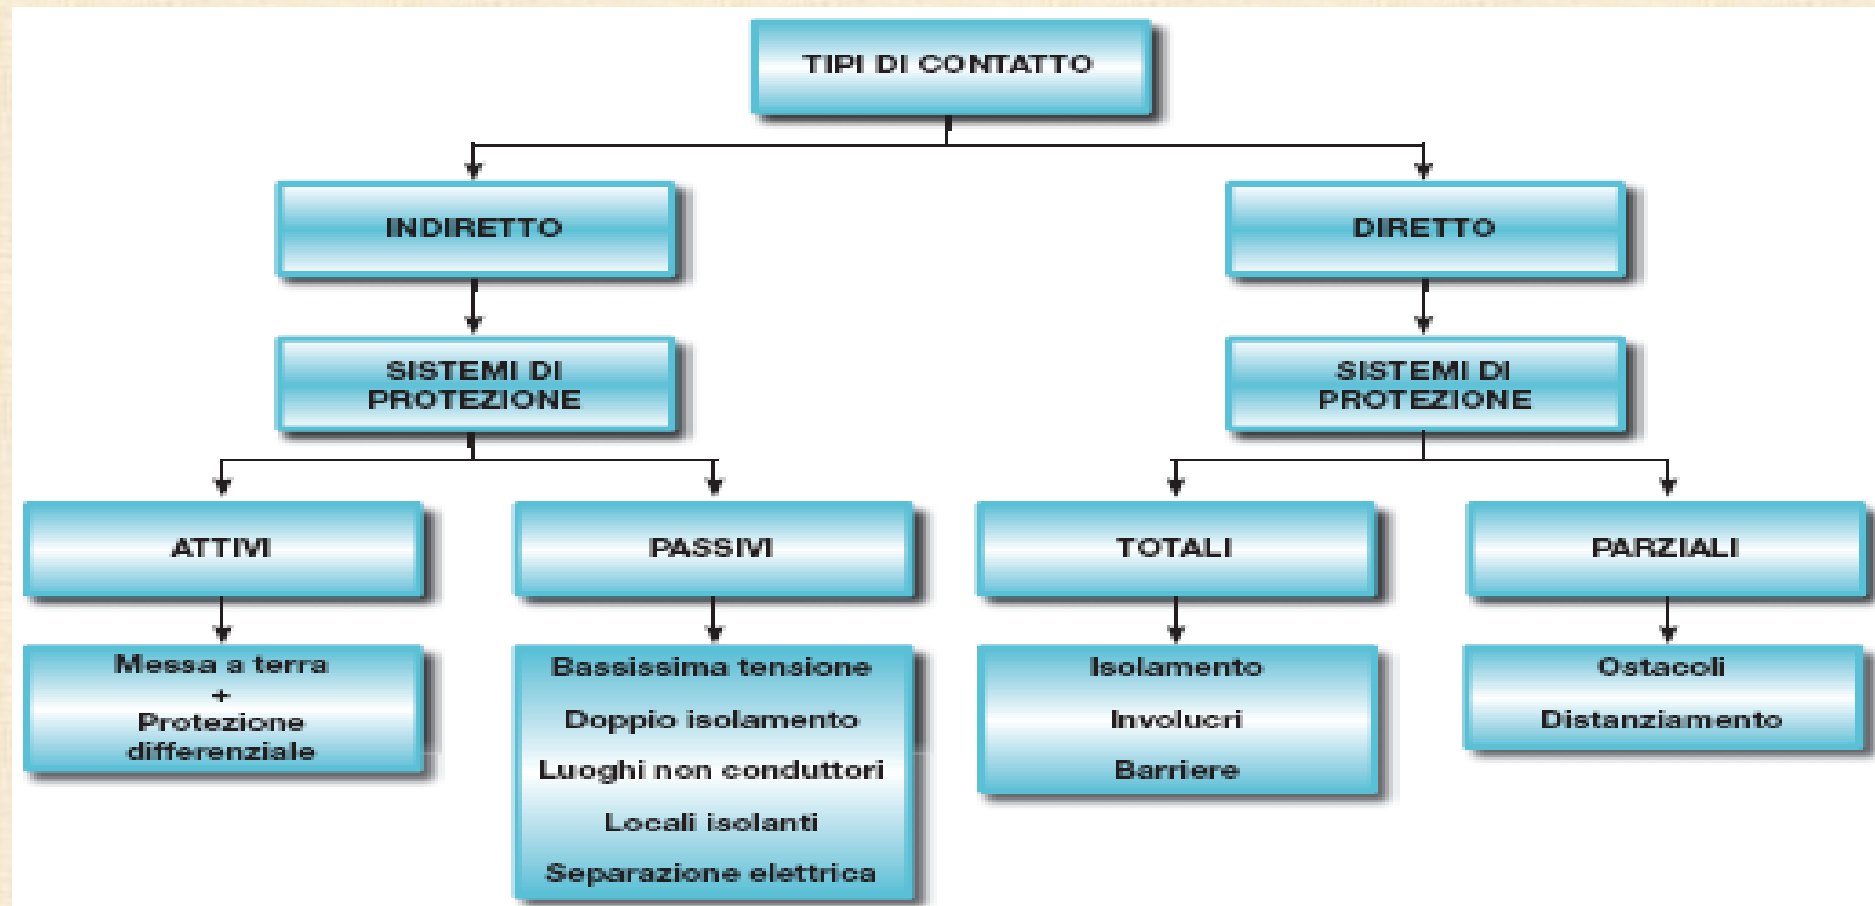 TIPI DI CONTATTO
INDIRETTO
DIRETTO
SISTEMI DI
PROTEZIONE
SISTEMI DI
PROTEZIONE
ATTIVI
PASSIVI
TOTALI
PARZIALI
Messa a terra
+
Protezione
differenziale
Bassissima tensione
Doppio isolamento
Luoghi non conduttori
Locali isolanti
Separazione elettrica
Isolamento
Involucri
Barriere
Ostacoli
Distanziamento